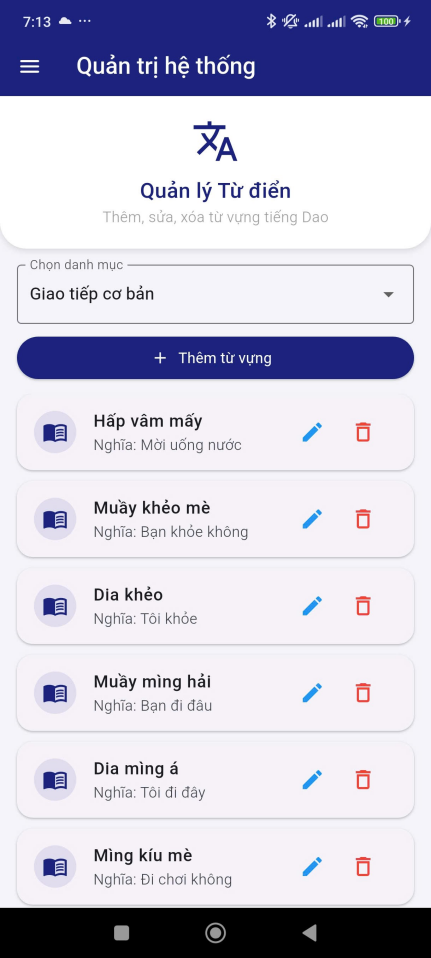 7:13
100
Quản trị hệ thống
Quản lý Từ điển
Thêm, sửa, xóa từ vựng tiếng Dao
Chọn danh mục
Giao tiếp cơ bản
+ Thêm từ vựng
Hấp vâm mấy
Nghĩa: Mời uống nước
Muầy khẻo mè
Nghĩa: Bạn khỏe không
Dia khẻo
Nghĩa: Tôi khỏe
Muầy mìng hải
Nghĩa: Bạn đi đâu
Dia mìng á
Nghĩa: Tôi đi đây
Mìng kíu mè
Nghĩa: Đi chơi không